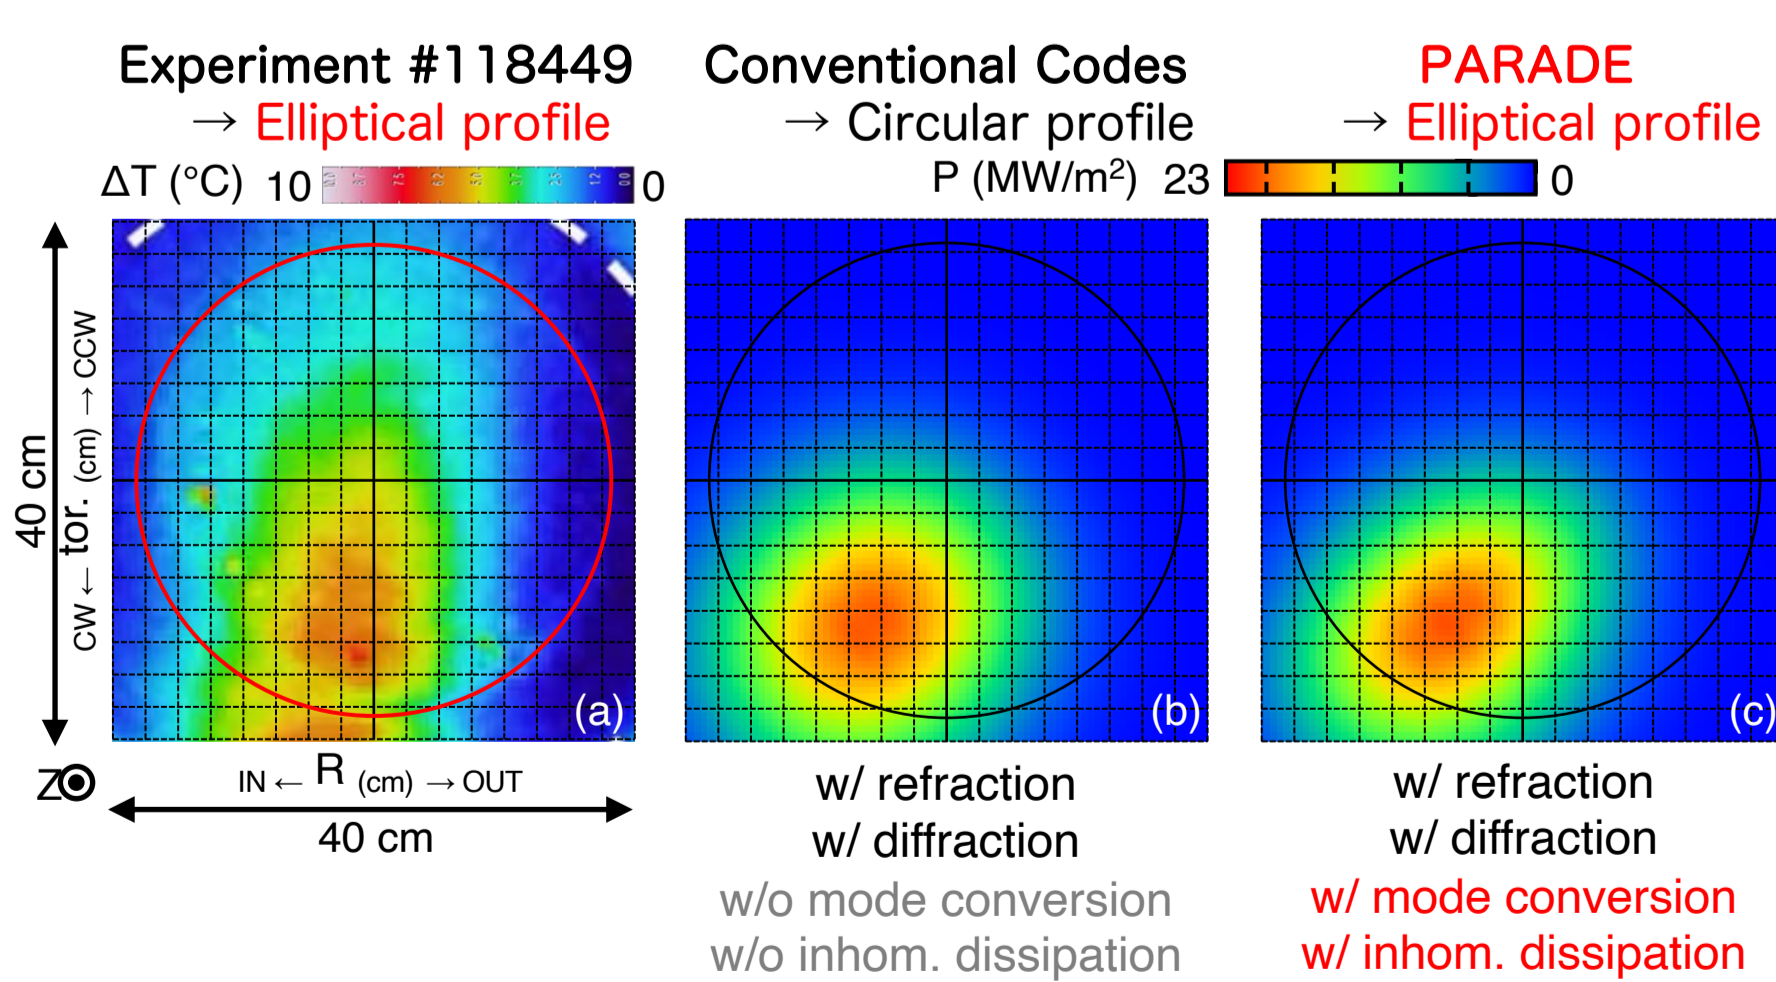 Experiment #118449
→ Elliptical profile
Conventional Codes
→ Circular profile
PARADE
→ Elliptical profile
ΔT (°C) 10 0
P (MW/m²) 23 0
40 cm
CW ← tor. (cm) → CCW
(a)
(b)
(c)
Z
IN ← R (cm) → OUT
40 cm
w/ refraction
w/ diffraction
w/o mode conversion
w/o inhom. dissipation
w/ refraction
w/ diffraction
w/ mode conversion
w/ inhom. dissipation